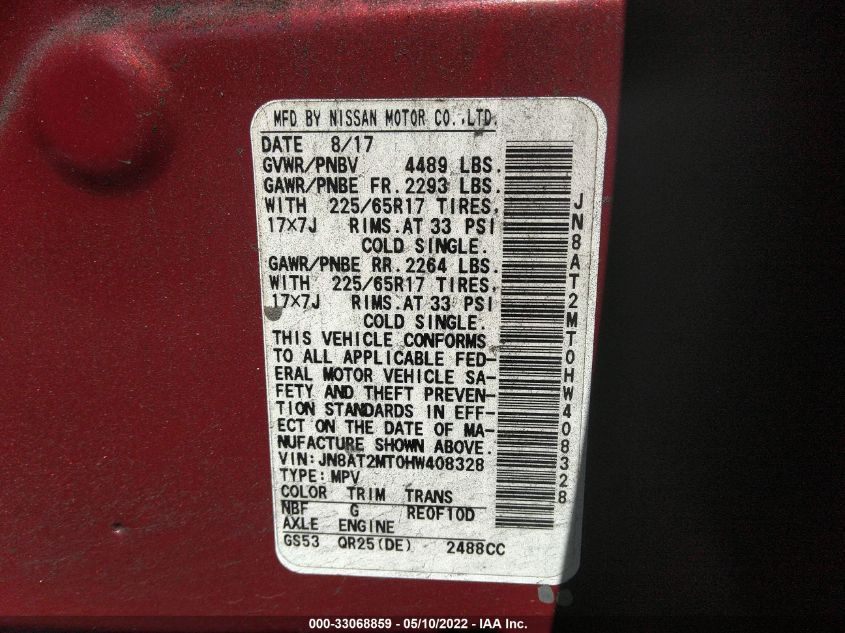 MFD BY NISSAN MOTOR CO.,LTD.
DATE 8/17
GVWR/PNBV 4489 LBS.
GAWR/PNBE FR. 2293 LBS.
WITH 225/65R17 TIRES,
17×7J RIMS.AT 33 PSI
COLD SINGLE.
GAWR/PNBE RR. 2264 LBS.
WITH 225/65R17 TIRES,
17×7J RIMS.AT 33 PSI
COLD SINGLE.
THIS VEHICLE CONFORMS
TO ALL APPLICABLE FED-
ERAL MOTOR VEHICLE SA-
FETY AND THEFT PREVEN-
TION STANDARDS IN EFF-
ECT ON THE DATE OF MA-
NUFACTURE SHOWN ABOVE.
VIN:JN8AT2MT0HW408328
TYPE:MPV
COLOR TRIM TRANS
NBF G RE0F10D
AXLE ENGINE
GS53 QR25(DE) 2488CC
JN8AT2MT0HW408328
000-33068859 - 05/10/2022 - IAA Inc.